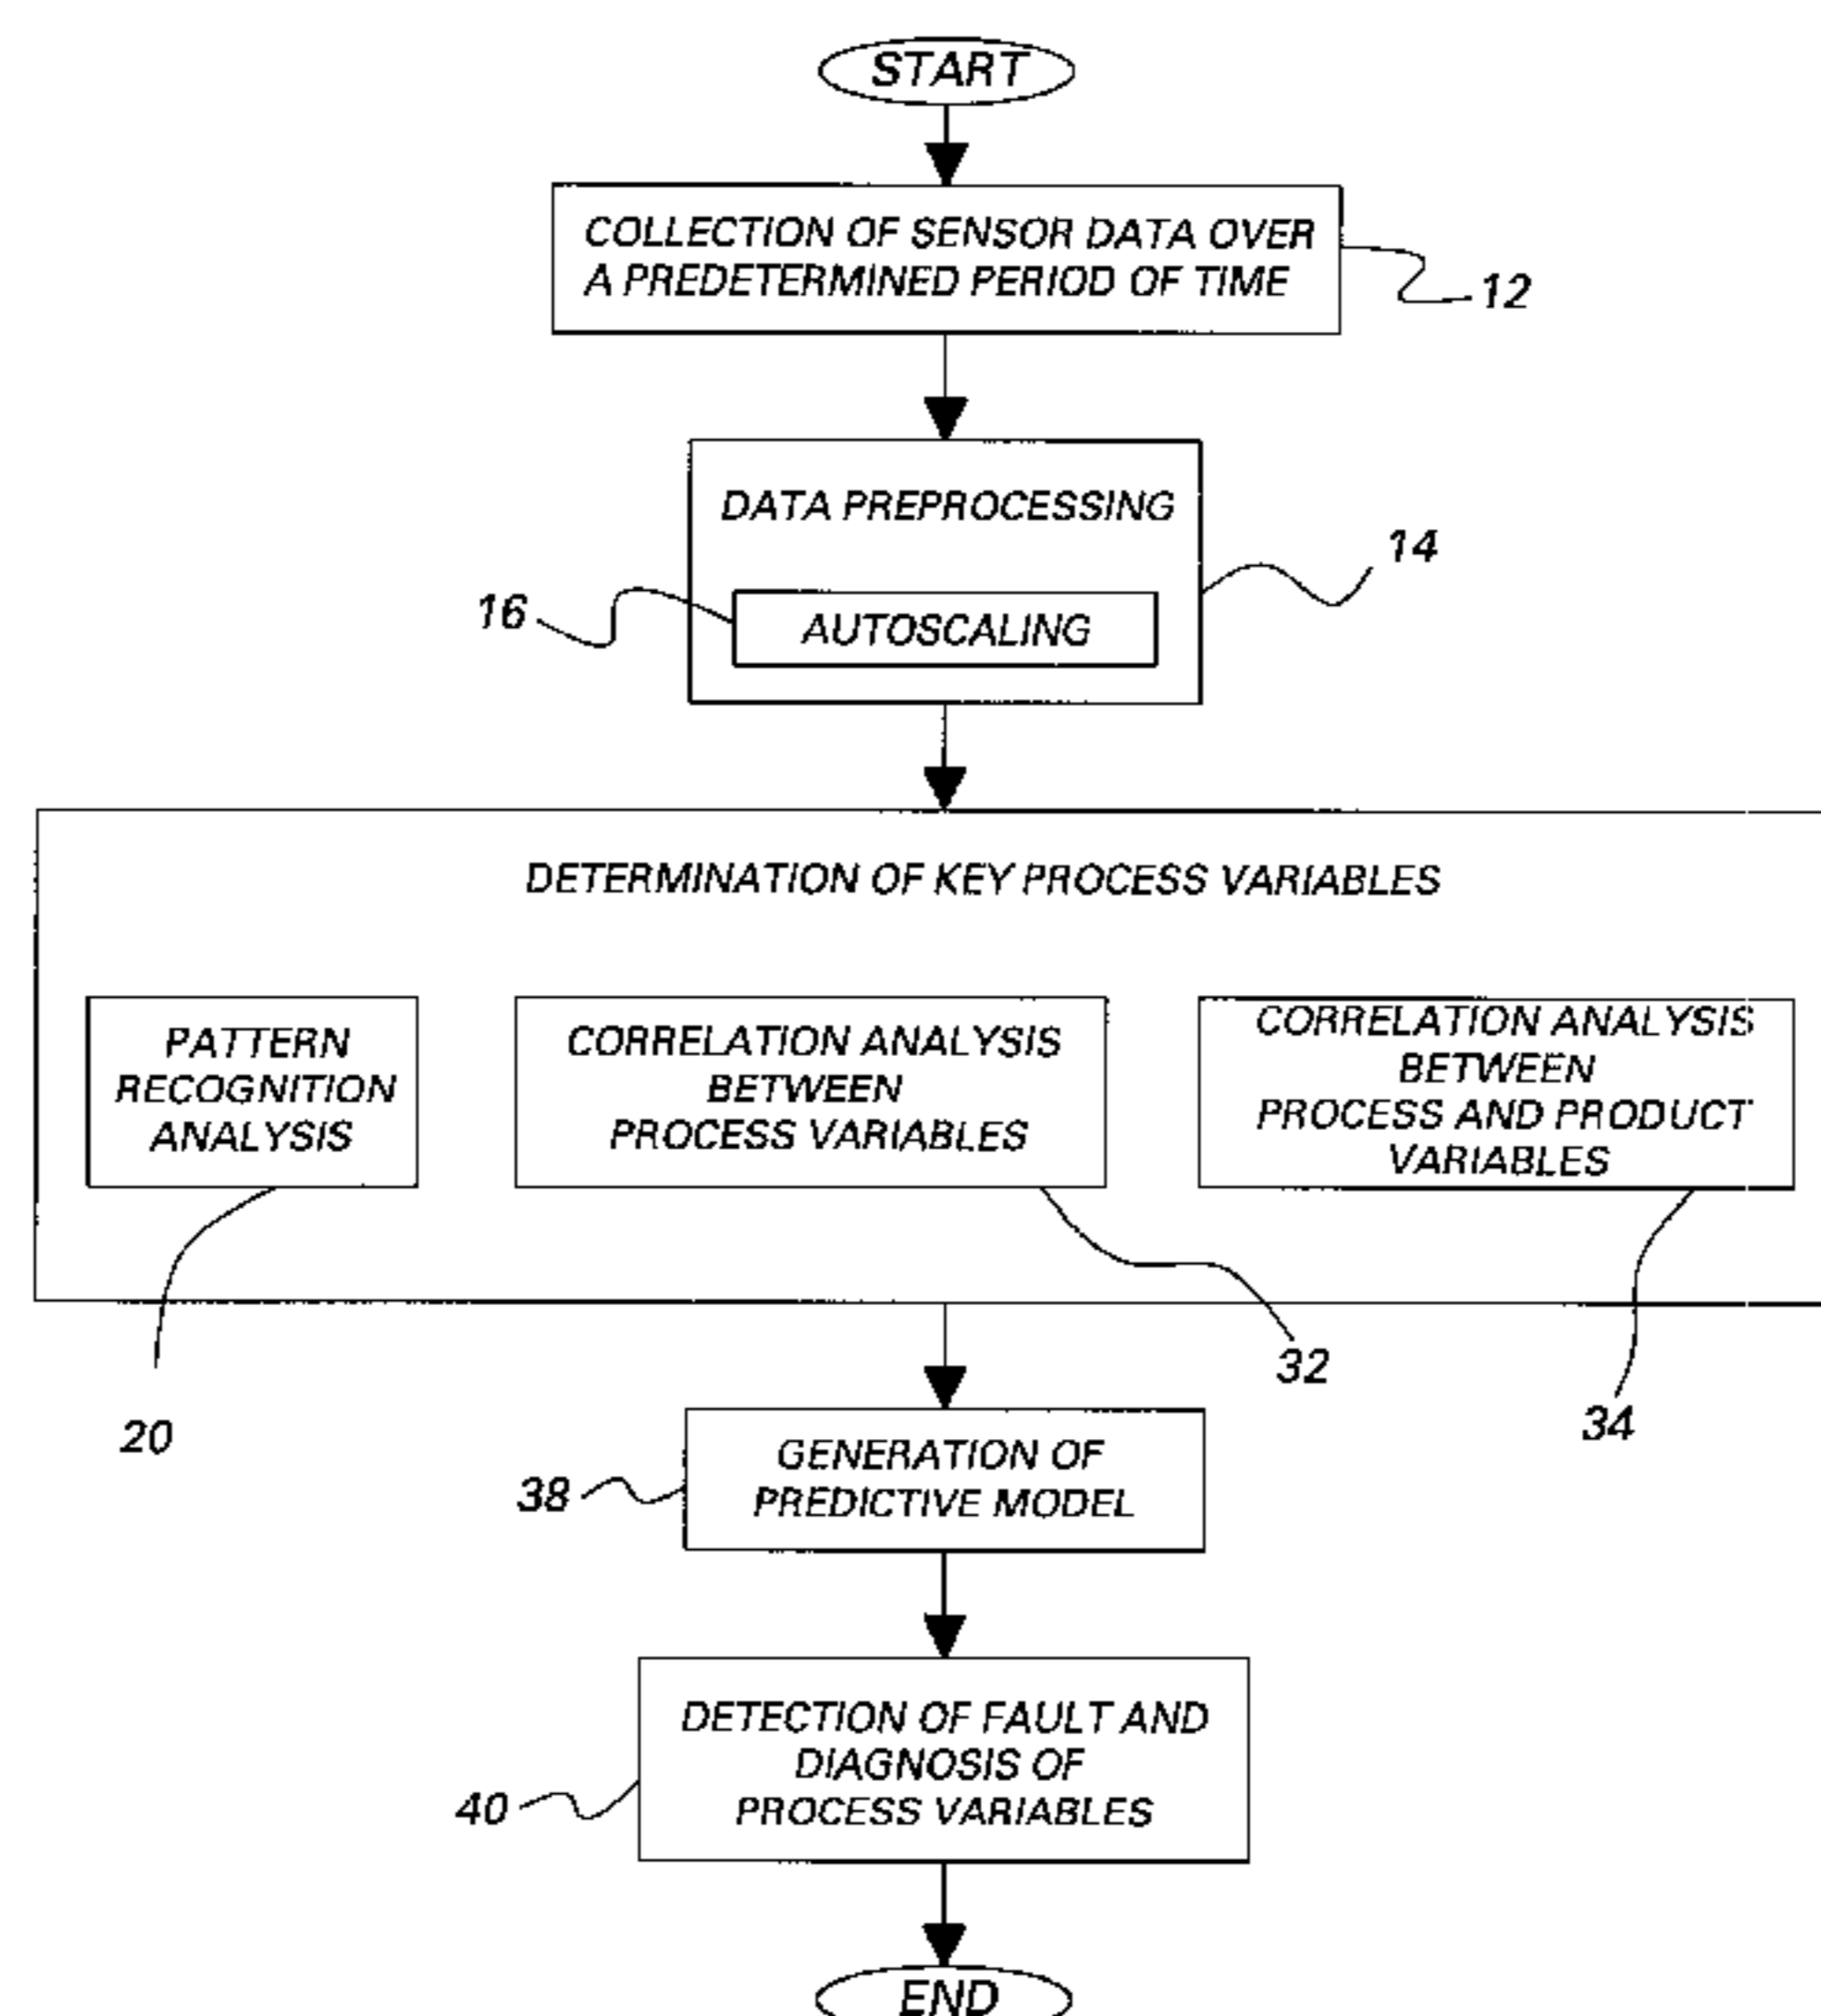 START
COLLECTION OF SENSOR DATA OVER
A PREDETERMINED PERIOD OF TIME
12
DATA PREPROCESSING
14
16
AUTOSCALING
DETERMINATION OF KEY PROCESS VARIABLES
PATTERN
RECOGNITION
ANALYSIS
CORRELATION ANALYSIS
BETWEEN
PROCESS VARIABLES
CORRELATION ANALYSIS
BETWEEN
PROCESS AND PRODUCT
VARIABLES
20
32
34
38
GENERATION OF
PREDICTIVE MODEL
DETECTION OF FAULT AND
DIAGNOSIS OF
PROCESS VARIABLES
40
END